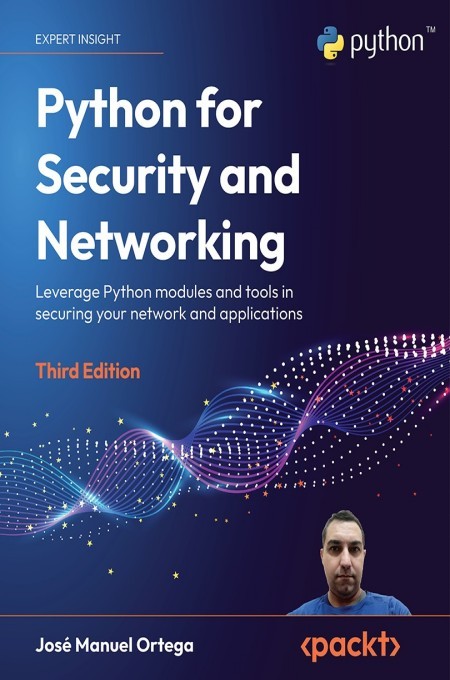 EXPERT INSIGHT
python™
Python for
Security and
Networking
Leverage Python modules and tools in
securing your network and applications
Third Edition
José Manuel Ortega
<packt>